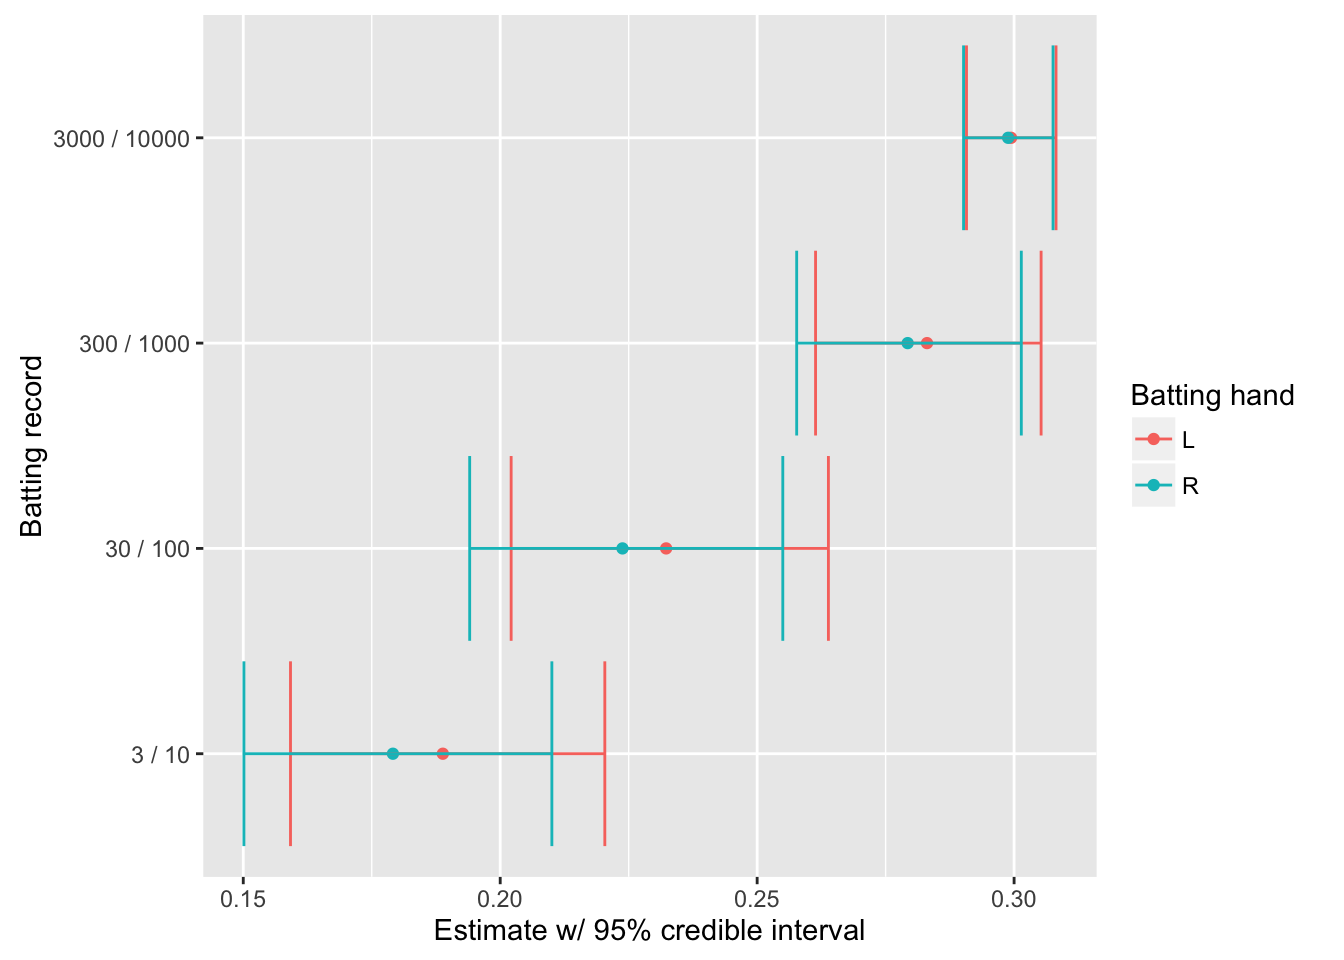 3000 / 10000
300 / 1000
30 / 100
3 / 10
Batting record
0.15
0.20
0.25
0.30
Estimate w/ 95% credible interval
Batting hand
L
R